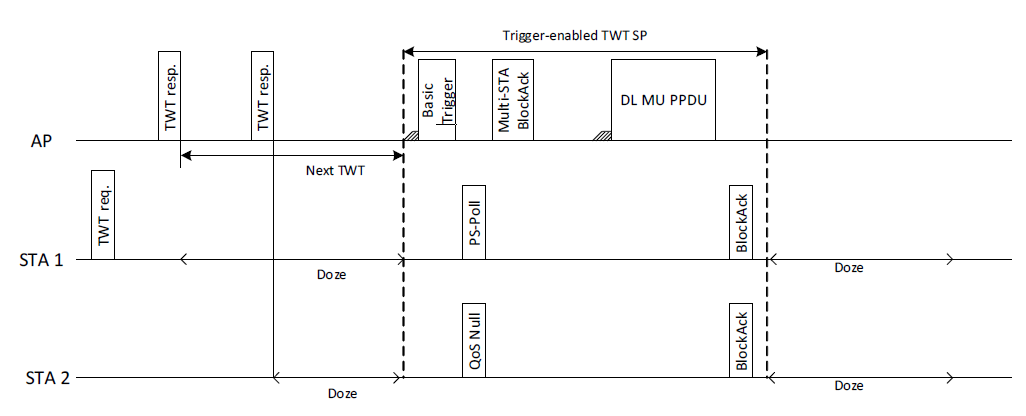 Trigger-enabled TWT SP
TWT resp.
TWT resp.
Basic
Trigger
Multi-STA
BlockAck
DL MU PPDU
AP
Next TWT
TWT req.
PS-Poll
BlockAck
STA 1
Doze
Doze
QoS Null
BlockAck
STA 2
Doze
Doze